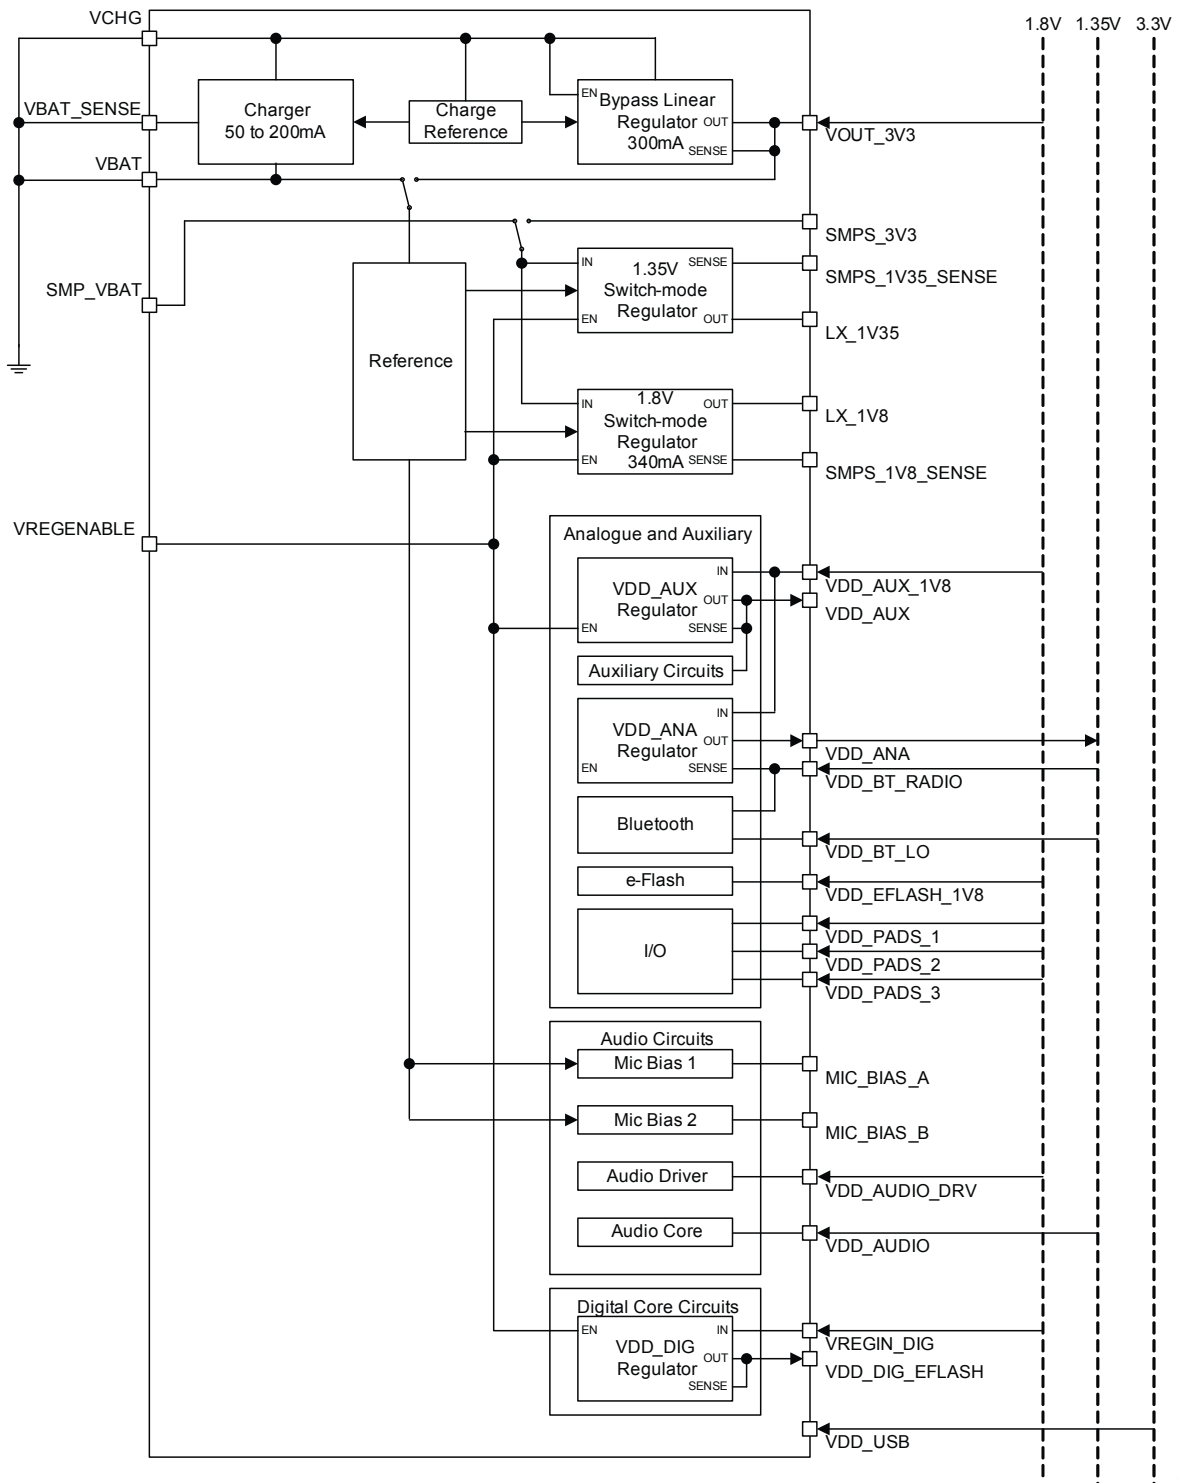 VCHG
1.8V 1.35V 3.3V
VBAT_SENSE
Charger
50 to 200mA
Charge
Reference
EN
Bypass Linear
Regulator
300mA
OUT
SENSE
VOUT_3V3
VBAT
SMPS_3V3
SMP_VBAT
Reference
IN
1.35V
Switch-mode
Regulator
SENSE
EN
OUT
SMPS_1V35_SENSE
LX_1V35
IN
1.8V
Switch-mode
Regulator
340mA
OUT
EN
SENSE
LX_1V8
SMPS_1V8_SENSE
VREGENABLE
Analogue and Auxiliary
IN
VDD_AUX
Regulator
OUT
EN
SENSE
VDD_AUX_1V8
VDD_AUX
Auxiliary Circuits
IN
VDD_ANA
Regulator
OUT
EN
SENSE
VDD_ANA
VDD_BT_RADIO
Bluetooth
VDD_BT_LO
e-Flash
VDD_EFLASH_1V8
I/O
VDD_PADS_1
VDD_PADS_2
VDD_PADS_3
Audio Circuits
Mic Bias 1
MIC_BIAS_A
Mic Bias 2
MIC_BIAS_B
Audio Driver
VDD_AUDIO_DRV
Audio Core
VDD_AUDIO
Digital Core Circuits
EN
IN
VDD_DIG
Regulator
OUT
SENSE
VREGIN_DIG
VDD_DIG_EFLASH
VDD_USB